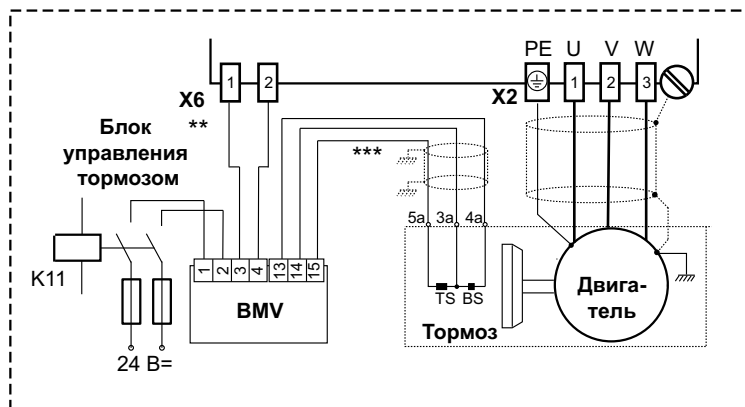 PE U V W
1 2 1 2 3
X6 X2
**
Блок
управления
тормозом
***
5a 3a 4a
K11
1 2 3 4 13 14 15
BMV
TS BS
Двига-
тель
Тормоз
24 В=